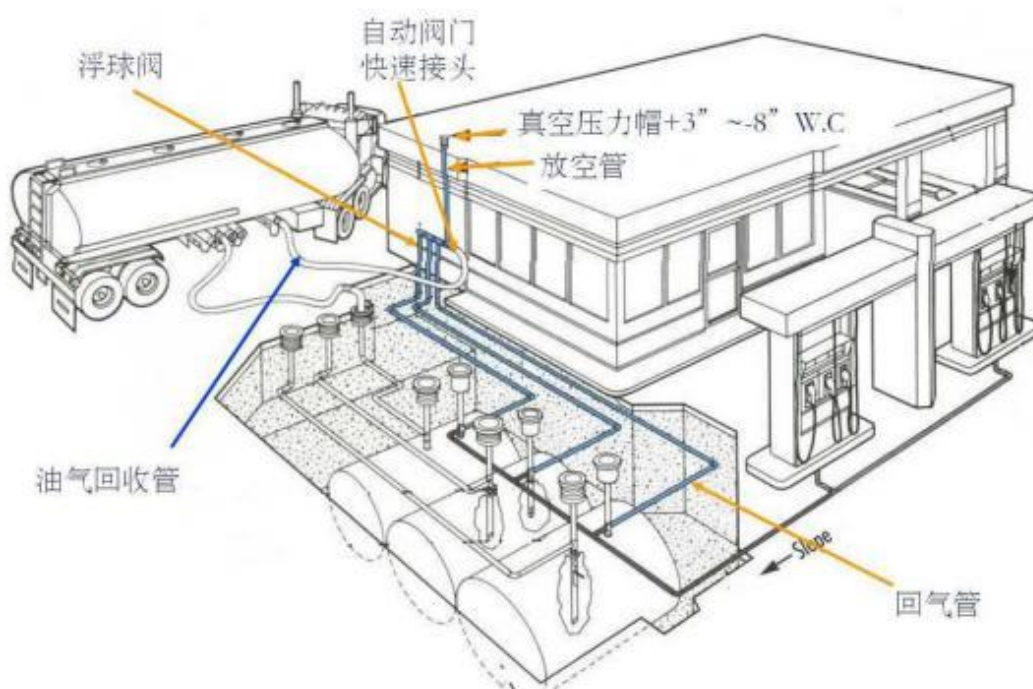 自动阀门
快速接头
浮球阀
真空压力帽+3” ~-8” W.C
放空管
油气回收管
Slope
回气管